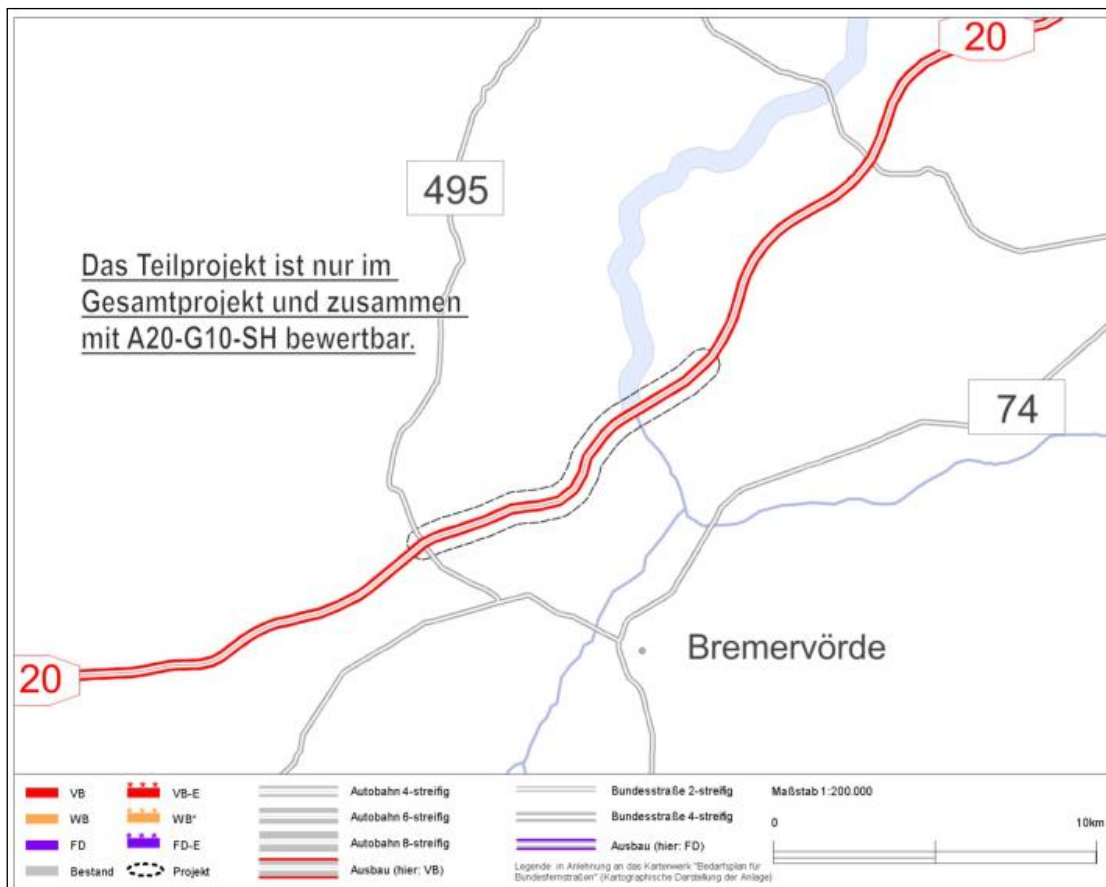 20
495
Das Teilprojekt ist nur im
Gesamtprojekt und zusammen
mit A20-G10-SH bewertbar.
74
Bremervörde
20
VB
VB-E
Autobahn 4-streifig
Bundesstraße 2-streifig
Maßstab 1:200.000
WB
WB*
Autobahn 6-streifig
Bundesstraße 4-streifig
0
10km
FD
FD-E
Autobahn 8-streifig
Ausbau (hier: FD)
Bestand
Projekt
Ausbau (hier: VB)
Legende in Anlehnung an das Kartenwerk "Bedarfsplan für
Bundesfernstraßen" (Kartographische Darstellung der Anlage)